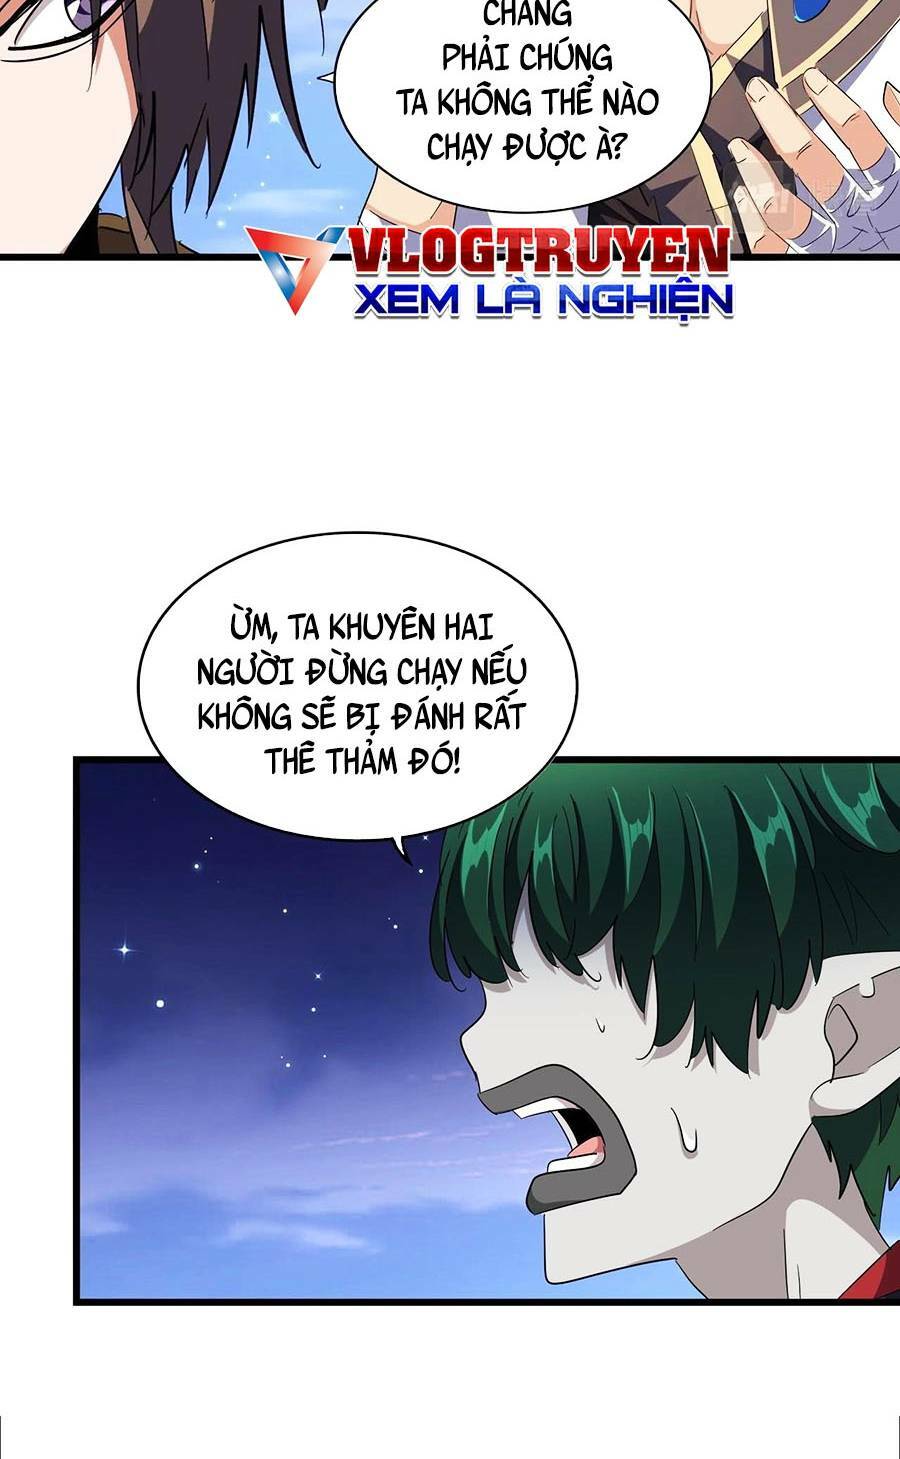 CHẲNG
PHẢI CHÚNG
TA KHÔNG THỂ NÀO
CHẠY ĐƯỢC À?
VLOGTRUYEN
XEM LÀ NGHIỆN
ỪM, TA KHUYÊN HAI
NGƯỜI ĐỪNG CHẠY NẾU
KHÔNG SẼ BỊ ĐÁNH RẤT
THÊ THẢM ĐÓ!